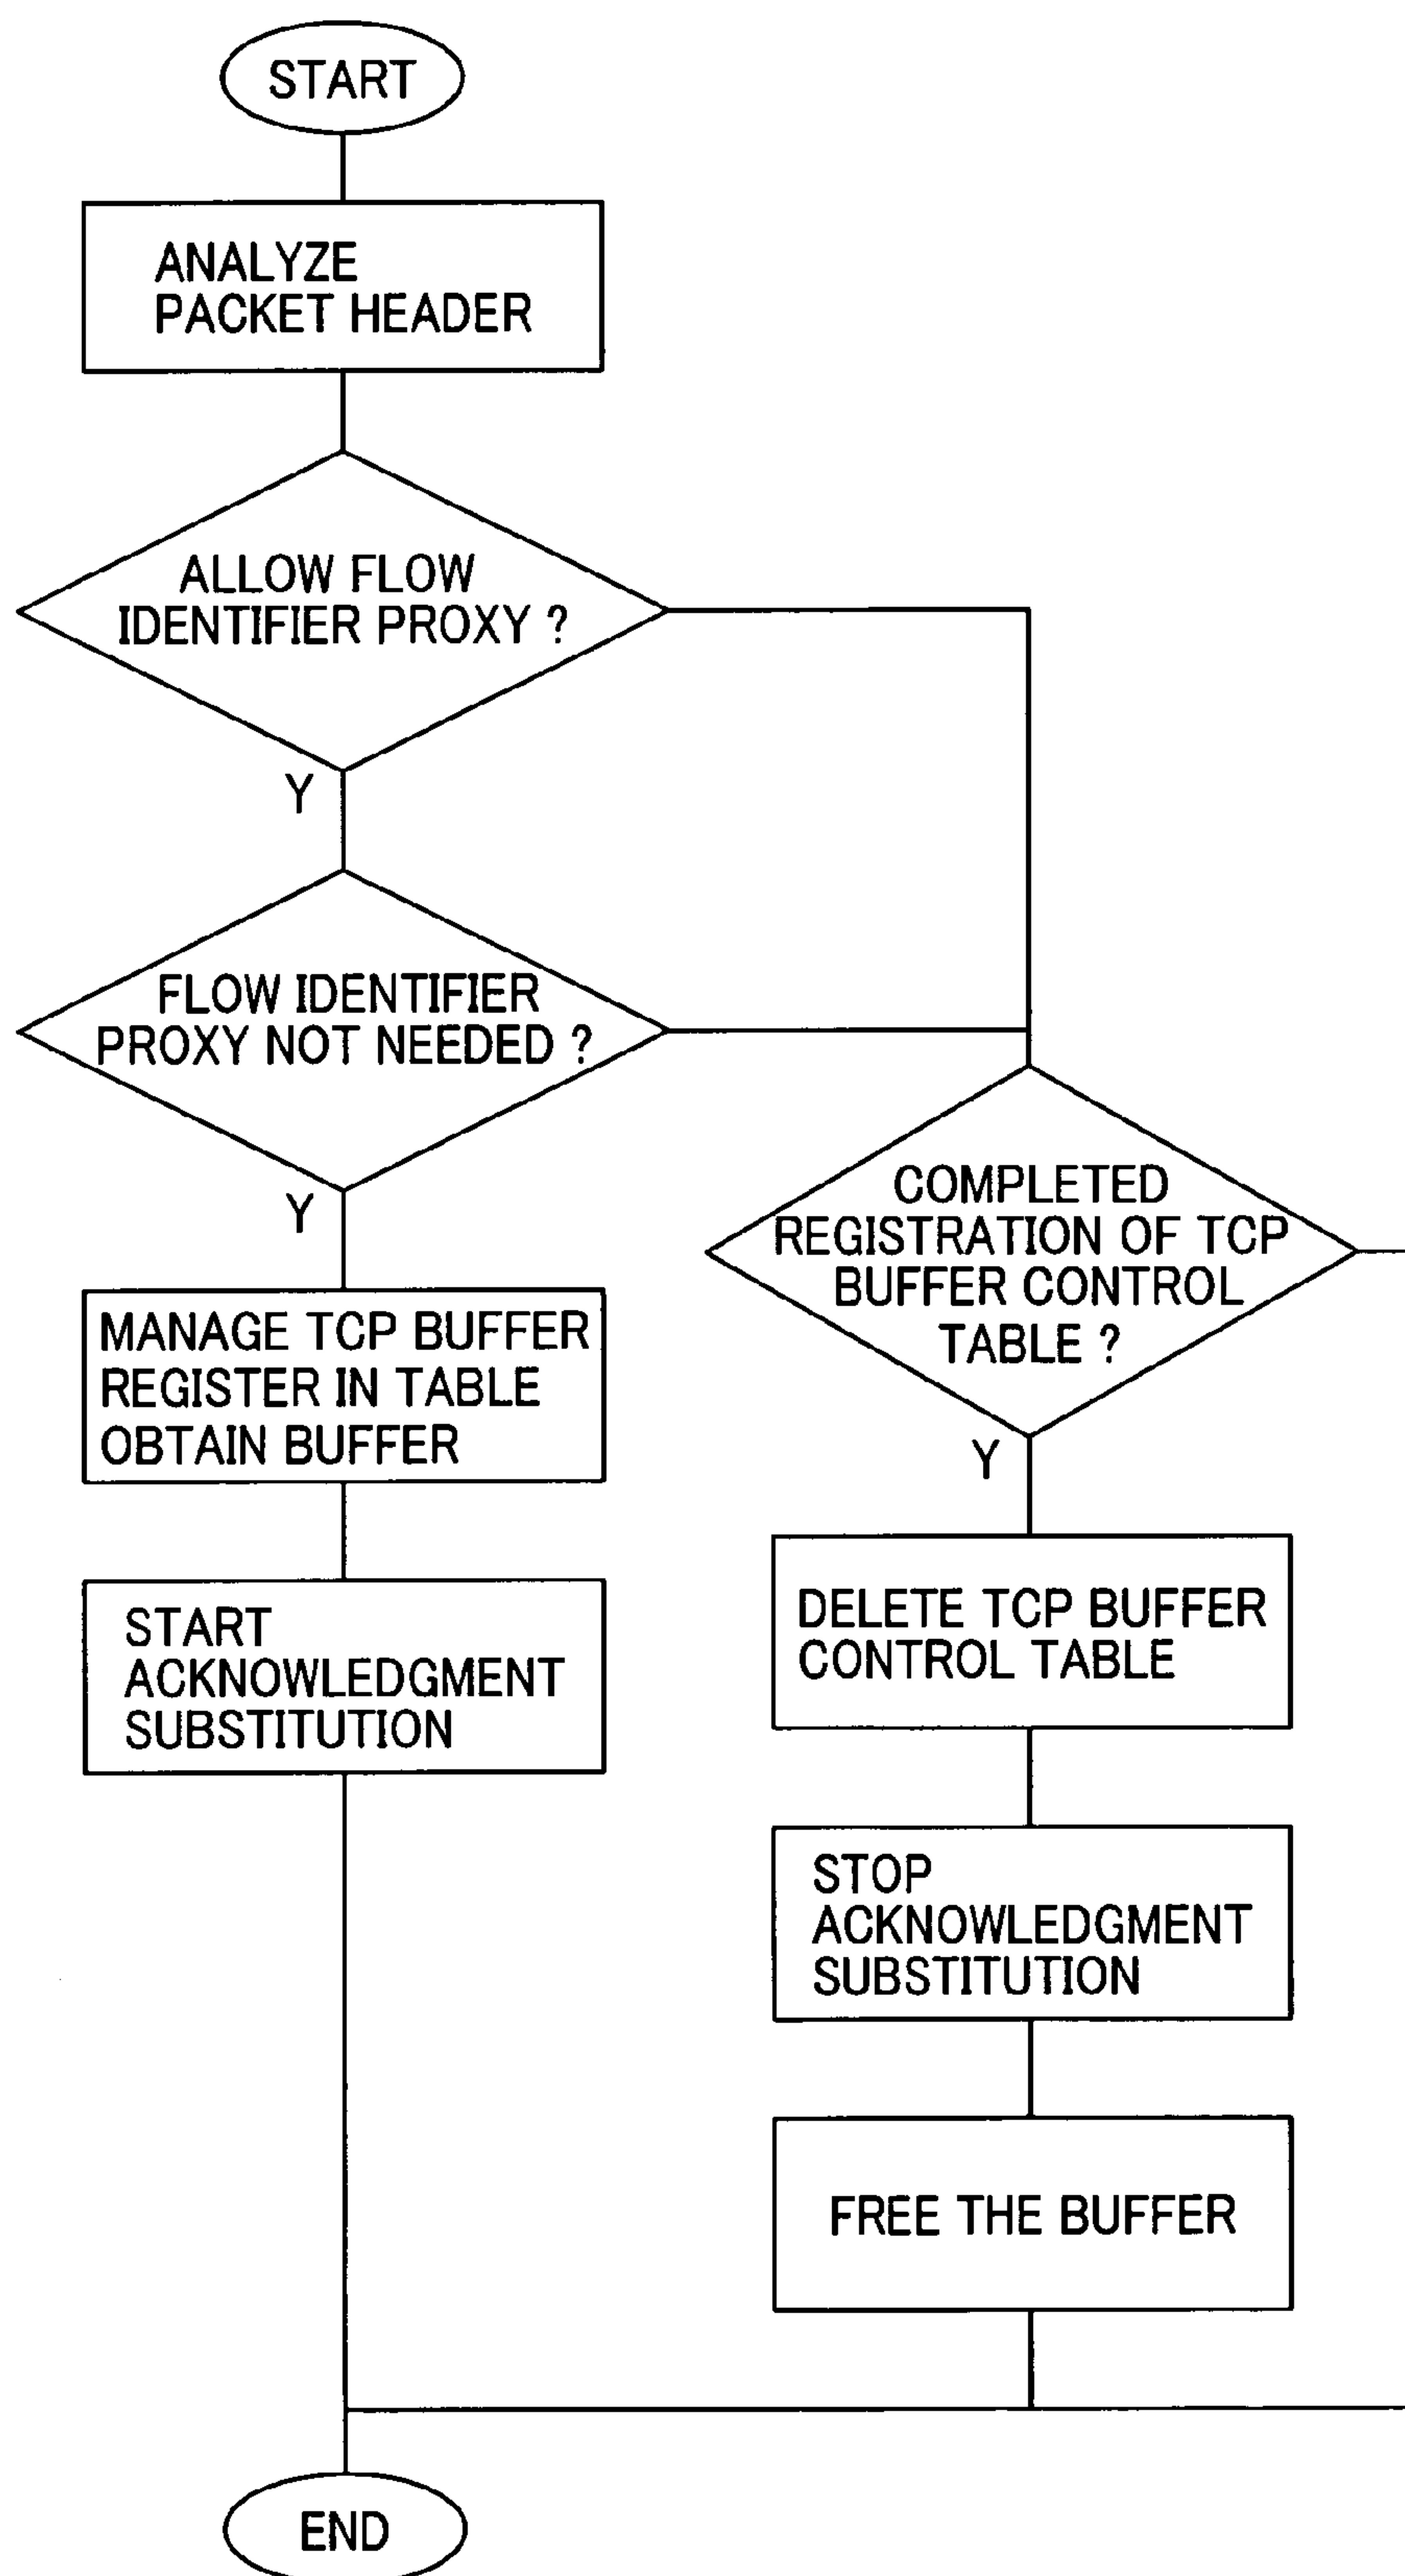 START
ANALYZE
PACKET HEADER
ALLOW FLOW
IDENTIFIER PROXY ?
Y
FLOW IDENTIFIER
PROXY NOT NEEDED ?
Y
MANAGE TCP BUFFER
REGISTER IN TABLE
OBTAIN BUFFER
START
ACKNOWLEDGMENT
SUBSTITUTION
COMPLETED
REGISTRATION OF TCP
BUFFER CONTROL
TABLE ?
Y
DELETE TCP BUFFER
CONTROL TABLE
STOP
ACKNOWLEDGMENT
SUBSTITUTION
FREE THE BUFFER
END